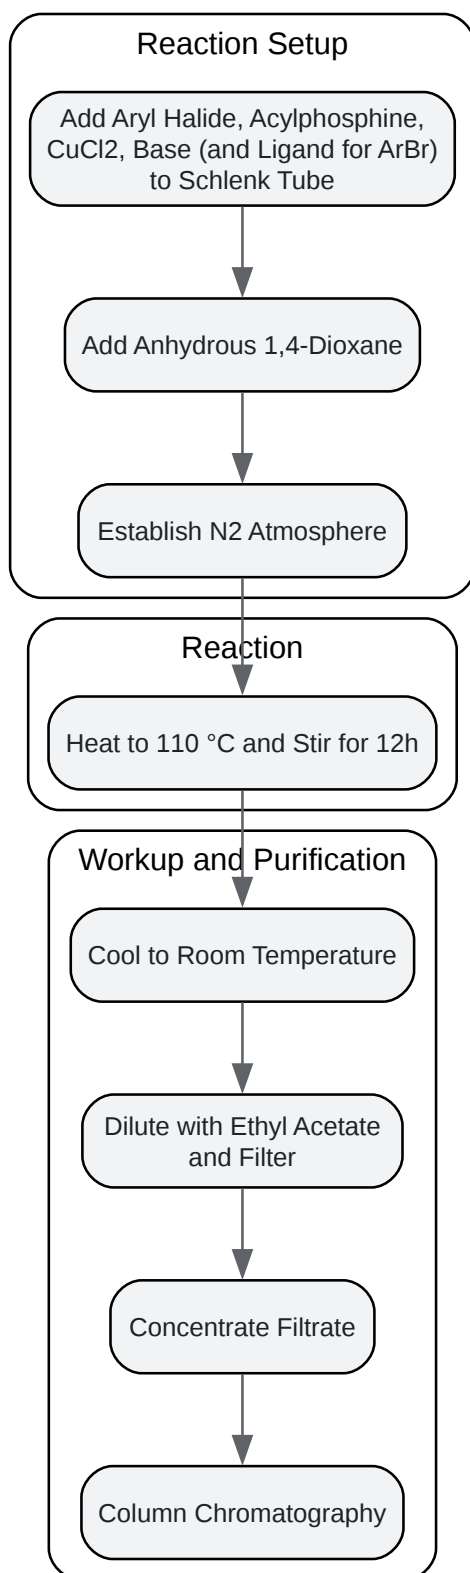 Reaction Setup
Add Aryl Halide, Acylphosphine,
CuCl2, Base (and Ligand for ArBr)
to Schlenk Tube
Add Anhydrous 1,4-Dioxane
Establish N2 Atmosphere
Reaction
Heat to 110 °C and Stir for 12h
Workup and Purification
Cool to Room Temperature
Dilute with Ethyl Acetate
and Filter
Concentrate Filtrate
Column Chromatography